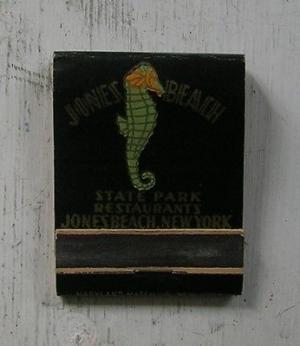 JONES BEACH
STATE PARK
RESTAURANTS
JONES BEACH, NEW YORK